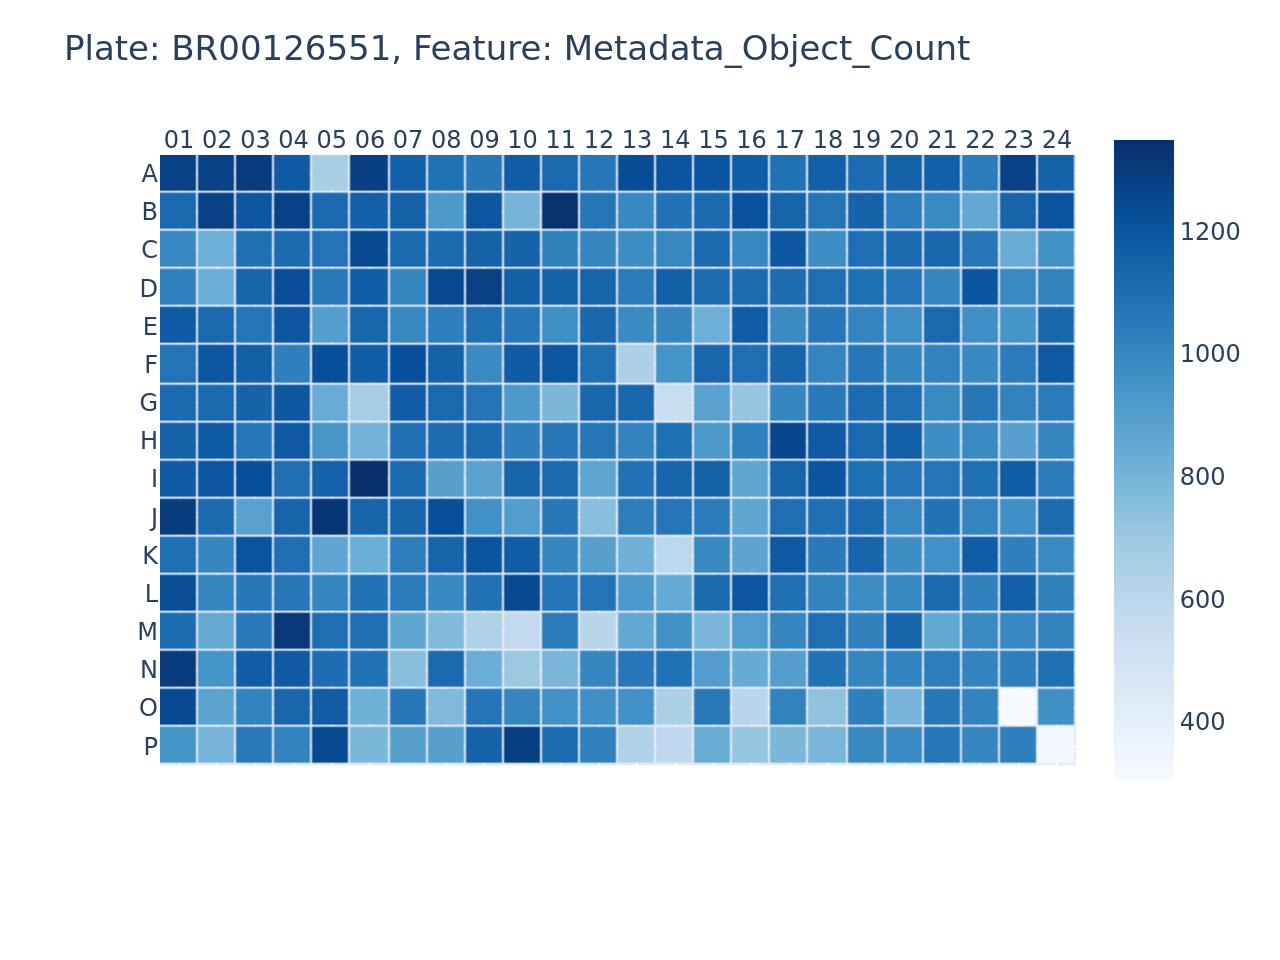 Plate: BR00126551, Feature: Metadata_Object_Count
01 02 03 04 05 06 07 08 09 10 11 12 13 14 15 16 17 18 19 20 21 22 23 24
A
B
C
D
E
F
G
H
I
J
K
L
M
N
O
P
1200
1000
800
600
400